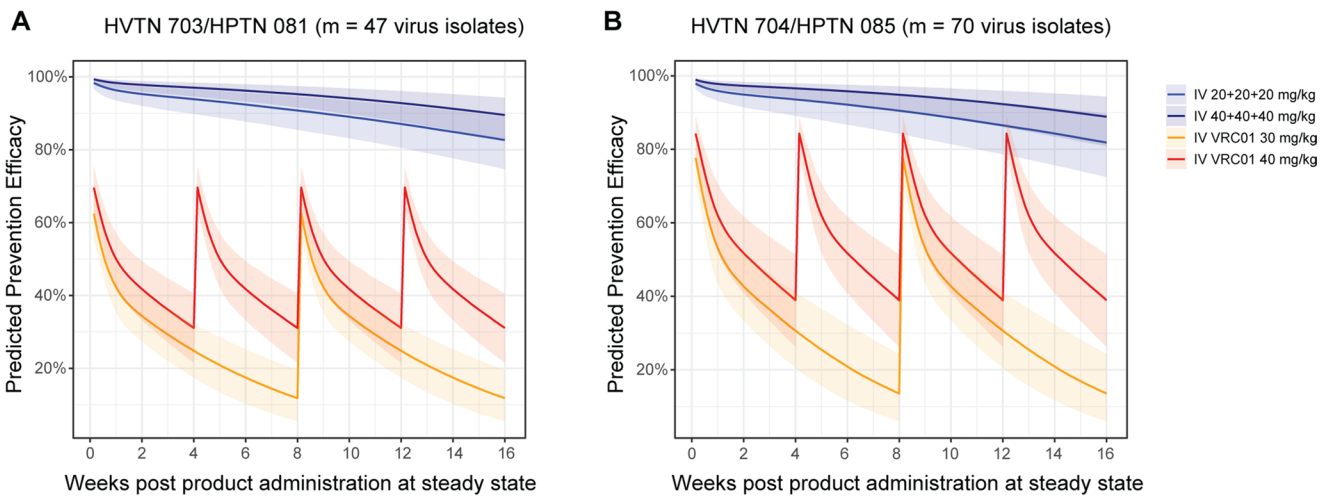 A
HVTN 703/HPTN 081 (m = 47 virus isolates)
Predicted Prevention Efficacy
100%
80%
60%
40%
20%
0 2 4 6 8 10 12 14 16
Weeks post product administration at steady state
B
HVTN 704/HPTN 085 (m = 70 virus isolates)
Predicted Prevention Efficacy
100%
80%
60%
40%
20%
0 2 4 6 8 10 12 14 16
Weeks post product administration at steady state
IV 20+20+20 mg/kg
IV 40+40+40 mg/kg
IV VRC01 30 mg/kg
IV VRC01 40 mg/kg